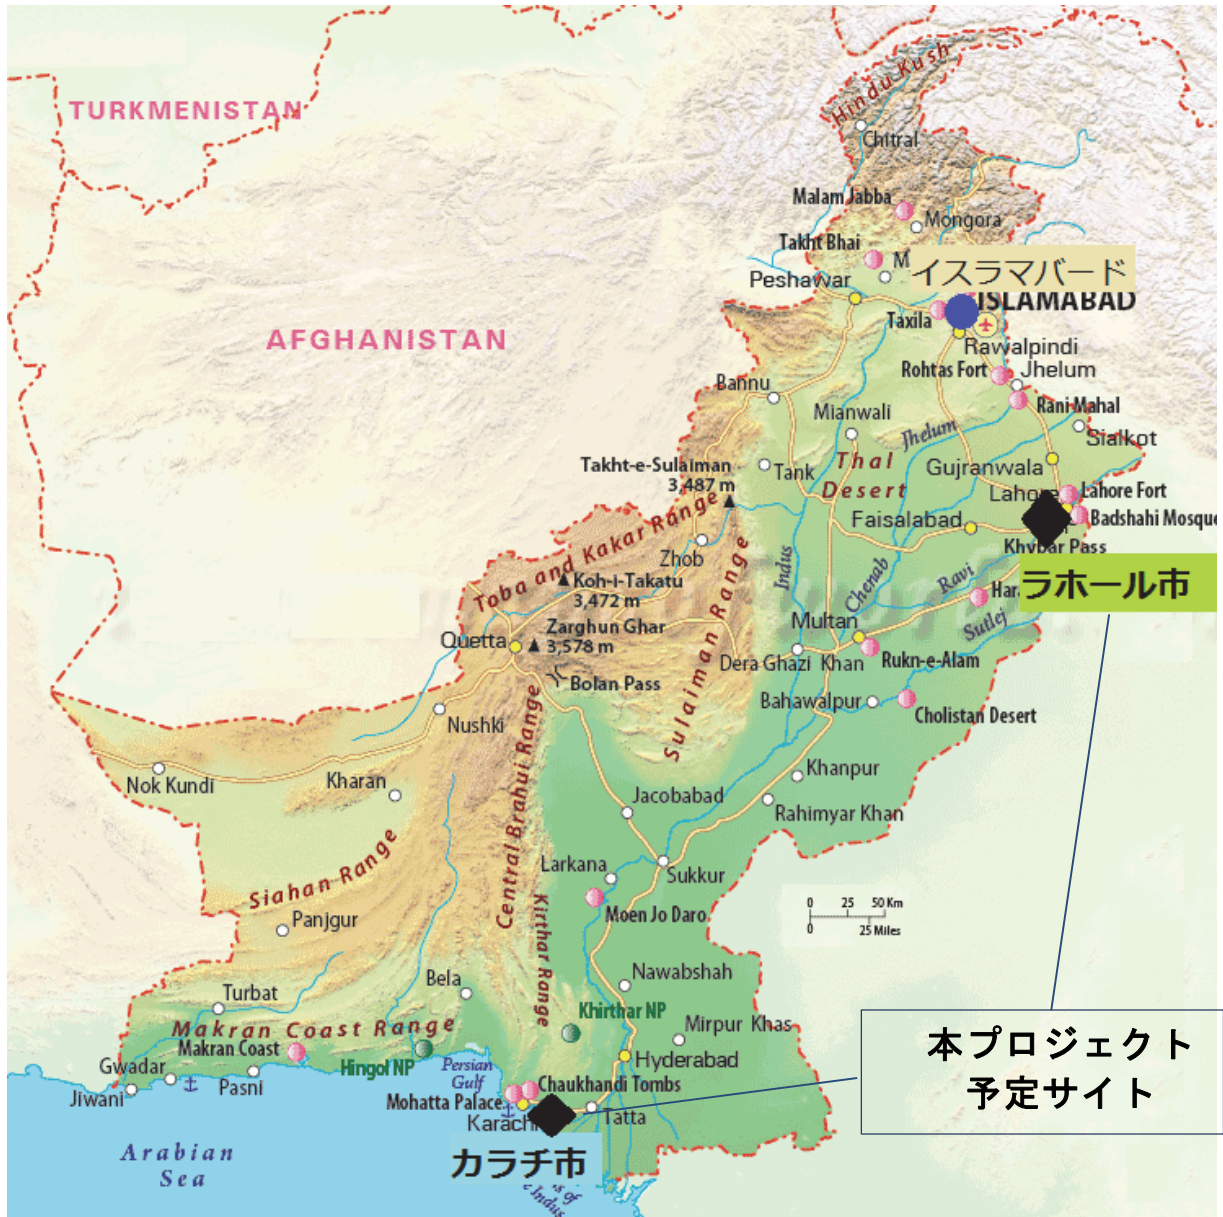 TURKMENISTAN
Hindu Kush
Chitral
Malam Jabba
Mongora
Takht Bhai
M
イスラマバード
Peshawar
ISLAMABAD
Taxila
Rawalpindi
AFGHANISTAN
Rohtas Fort
Jhelum
Bannu
Rani Mahal
Mianwali
Jhelum
Sialkot
Takht-e-Sulaiman
3,487 m
Tank
Thal
Desert
Gujranwala
Lahore
Lahore Fort
Faisalabad
Badshahi Mosque
Khybar Pass
Toba and Kakar Range
Zhob
Indus
Chenab
Ravi
Koh-i-Takatu
3,472 m
Har
ラホール市
Sutlej
Zarghun Ghar
3,578 m
Quetta
Multan
Dera Ghazi Khan
Rukn-e-Alam
Bolan Pass
Sulaiman Range
Bahawalpur
Cholistan Desert
Nushki
Central Brahui Range
Nok Kundi
Kharan
Khanpur
Jacobabad
Rahimyar Khan
Siahan Range
Larkana
Sukkur
Moen Jo Daro
0 25 50 Km
0 25 Miles
Panjgur
Kirthar Range
Nawabshah
Bela
Turbat
Khirthar NP
Makran Coast Range
Mirpur Khas
Makran Coast
Hingol NP
Persian
Gulf
Hyderabad
Gwadar
Pasni
Jiwani
Chaukhandi Tombs
Mohatta Palace
Karachi
Tatta
カラチ市
Arabian
Sea
s of
e Indus
本プロジェクト
予定サイト